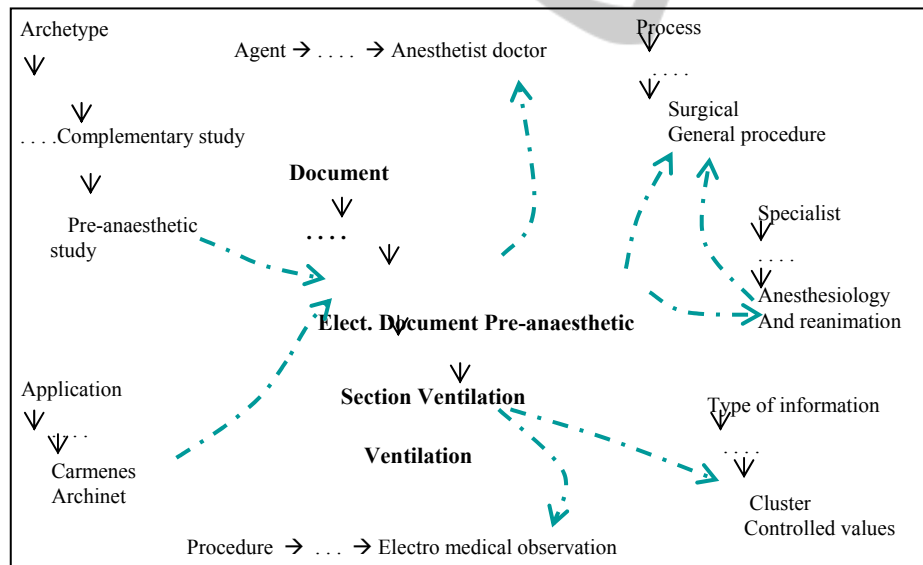 Archetype
Process
Agent → . . . . → Anesthetist doctor
. . . .
Surgical
General procedure
. . . . Complementary study
Document
. . . .
Pre-anaesthetic
study
Specialist
. . . .
Anesthesiology
And reanimation
Elect. Document Pre-anaesthetic
Application
Section Ventilation
Type of information
. . . .
. . . .
Carmenes
Archinet
Ventilation
Cluster
Controlled values
Procedure → . . . → Electro medical observation